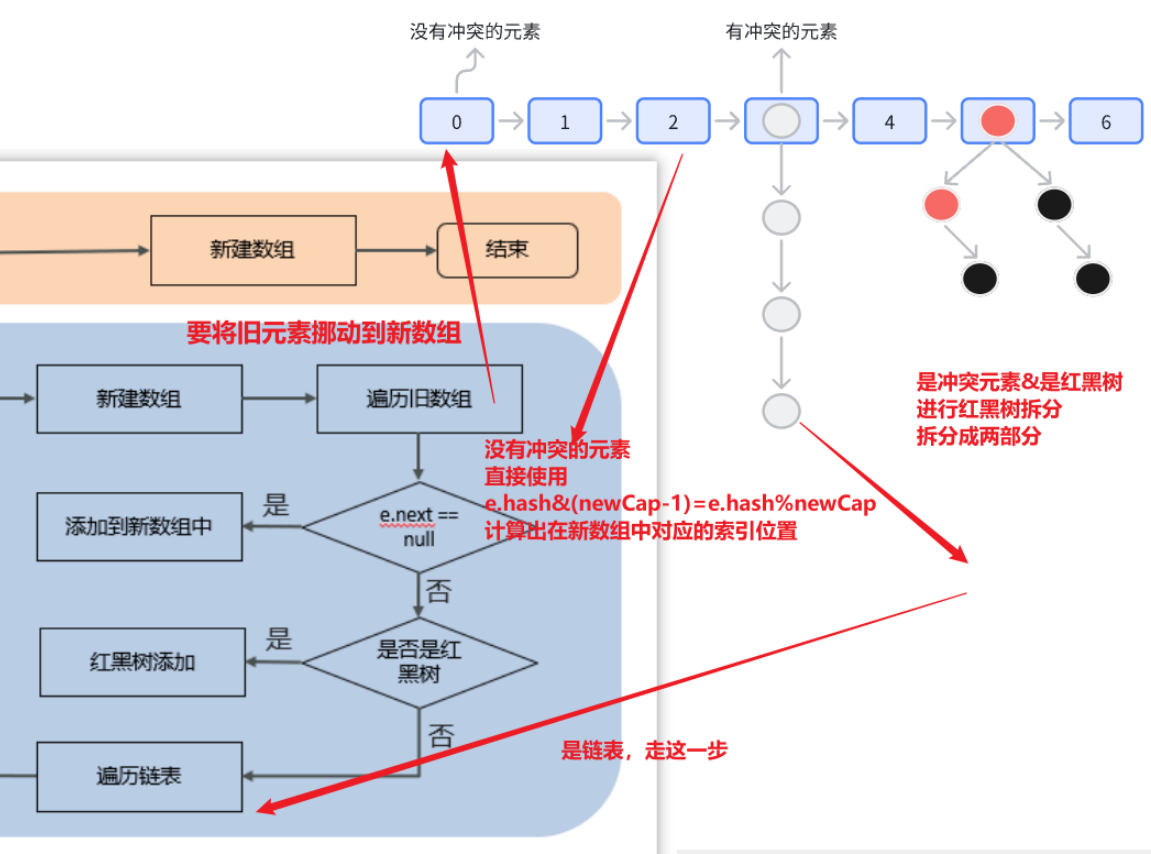 没有冲突的元素
有冲突的元素
0
1
2
4
6
新建数组
结束
要将旧元素挪动到新数组
新建数组
遍历旧数组
是冲突元素&是红黑树
进行红黑树拆分
拆分成两部分
没有冲突的元素
直接使用
e.hash&(newCap-1)=e.hash%newCap
计算出在新数组中对应的索引位置
是
添加到新数组中
e.next ==
null
否
是
红黑树添加
是否是红
黑树
否
是链表，走这一步
遍历链表